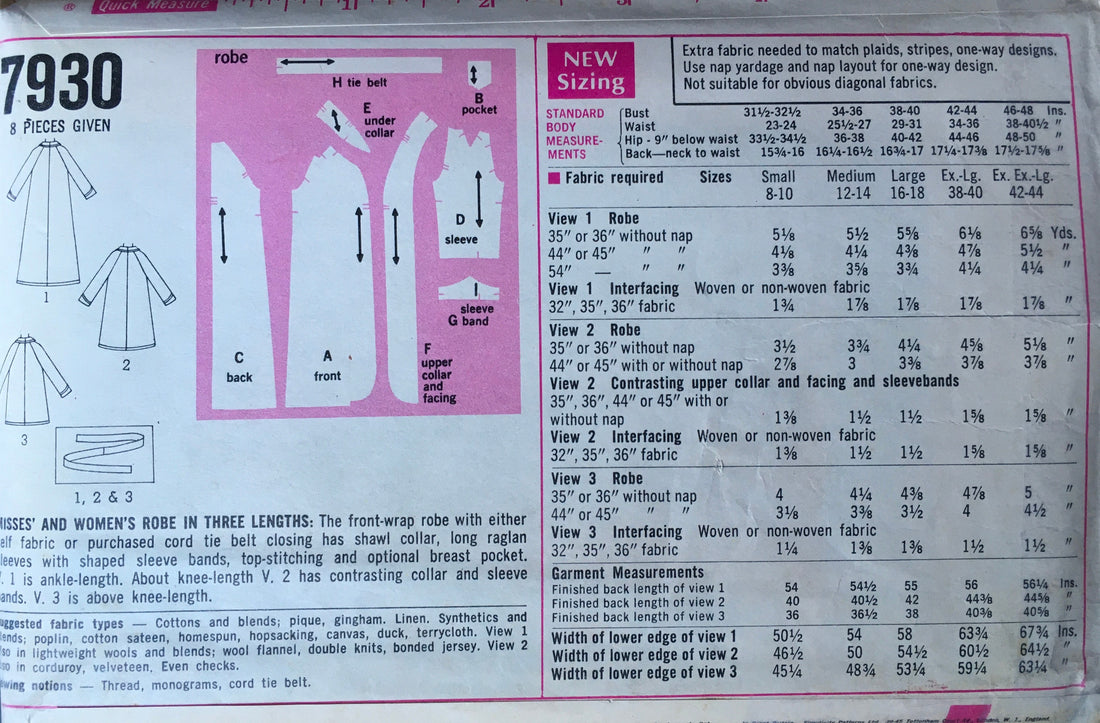 ® Quick Measure
7930
8 PIECES GIVEN
1
2
3
1, 2 & 3
robe
H tie belt
B
pocket
E
under
collar
D
sleeve
I
sleeve
G band
C
back
A
front
F
upper
collar
and
facing
AND WOMEN'S ROBE IN THREE LENGTHS: The front-wrap robe with either
fabric or purchased cord tie belt closing has shawl collar, long raglan
with shaped sleeve bands, top-stitching and optional breast pocket.
1 is ankle-length. About knee-length V. 2 has contrasting collar and sleeve
V. 3 is above knee-length.
fabric types — Cottons and blends; pique, gingham. Linen. Synthetics and
poplin, cotton sateen, homespun, hopsacking, canvas, duck, terrycloth. View 1
in lightweight wools and blends; wool flannel, double knits, bonded jersey. View 2
in corduroy, velveteen. Even checks.
notions — Thread, monograms, cord tie belt.
NEW
Sizing
Extra fabric needed to match plaids, stripes, one-way designs.
Use nap yardage and nap layout for one-way design.
Not suitable for obvious diagonal fabrics.
STANDARD BODY MEASURE-MENTS
Bust 31½-32½ 34-36 38-40 42-44 46-48 Ins.
Waist 23-24 25½-27 29-31 34-36 38-40½ "
Hip - 9" below waist 33½-34½ 36-38 40-42 44-46 48-50 "
Back—neck to waist 15¾-16 16¼-16½ 16¾-17 17¼-17⅜ 17½-17⅝ "
Fabric required Sizes Small Medium Large Ex.-Lg. Ex. Ex.-Lg.
8-10 12-14 16-18 38-40 42-44
View 1 Robe
35" or 36" without nap 5⅛ 5½ 5⅝ 6⅛ 6⅝ Yds.
44" or 45" " " 4⅛ 4¼ 4⅜ 4⅞ 5½ "
54" — " " 3⅜ 3⅝ 3¾ 4¼ 4¼ "
View 1 Interfacing Woven or non-woven fabric
32", 35", 36" fabric 1¾ 1⅞ 1⅞ 1⅞ 1⅞ "
View 2 Robe
35" or 36" without nap 3½ 3¾ 4¼ 4⅝ 5⅛ "
44" or 45" with or without nap 2⅞ 3 3⅜ 3⅞ 3⅞ "
View 2 Contrasting upper collar and facing and sleevebands
35", 36", 44" or 45" with or
without nap 1⅜ 1½ 1½ 1⅝ 1⅝ "
View 2 Interfacing Woven or non-woven fabric
32", 35", 36" fabric 1⅜ 1½ 1½ 1⅝ 1⅝ "
View 3 Robe
35" or 36" without nap 4 4¼ 4⅜ 4⅞ 5 "
44" or 45" " " 3⅛ 3⅜ 3½ 4 4½ "
View 3 Interfacing Woven or non-woven fabric
32", 35", 36" fabric 1¼ 1⅜ 1⅜ 1½ 1½ "
Garment Measurements
Finished back length of view 1 54 54½ 55 56 56¼ Ins.
Finished back length of view 2 40 40½ 42 44⅜ 44⅝ "
Finished back length of view 3 36 36½ 38 40⅜ 40⅝ "
Width of lower edge of view 1 50½ 54 58 63¾ 67¾ Ins.
Width of lower edge of view 2 46½ 50 54½ 60½ 64½ "
Width of lower edge of view 3 45¼ 48¾ 53¼ 59¼ 63¼ "